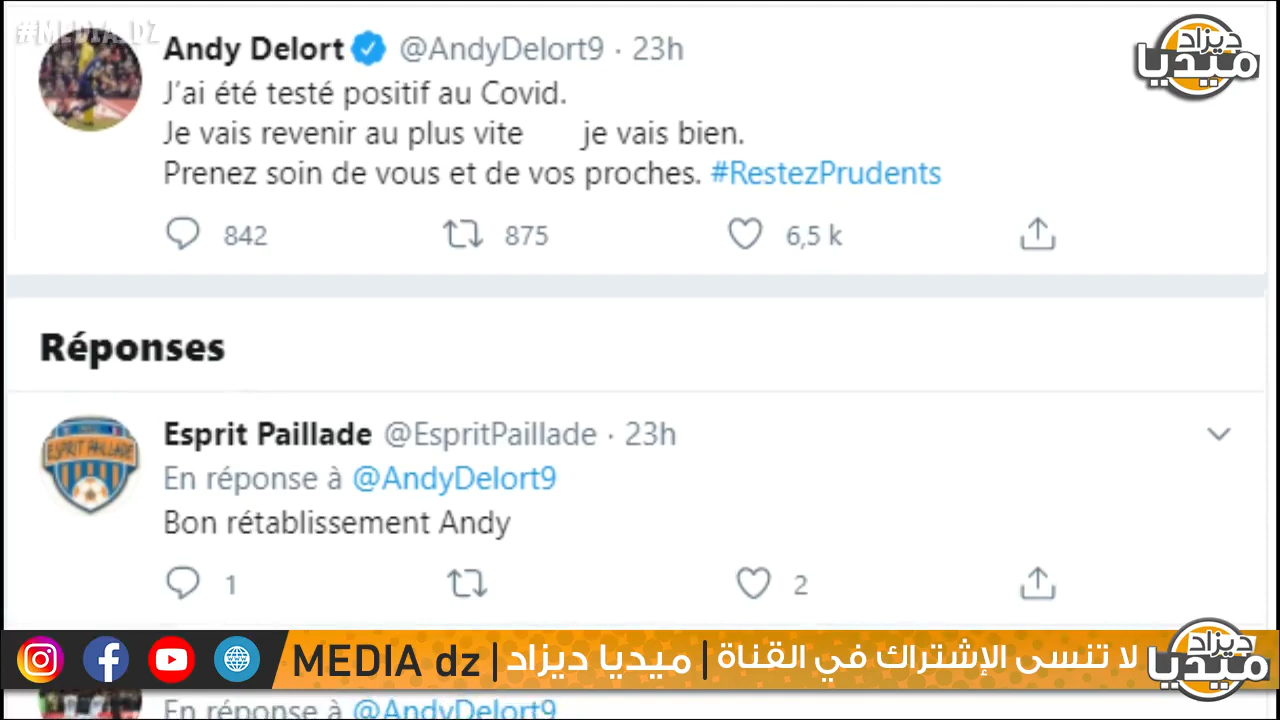 #MEDIA_DZ
ديزاد
ميديا
Andy Delort @AndyDelort9 · 23h
J'ai été testé positif au Covid.
Je vais revenir au plus vite je vais bien.
Prenez soin de vous et de vos proches. #RestezPrudents
842 875 6,5 k
Réponses
ESPRIT PAILLADE
Esprit Paillade @EspritPaillade · 23h
En réponse à @AndyDelort9
Bon rétablissement Andy
1 2
MEDIA dz | ميديا ديزاد | لا تنسى الإشتراك في القناة
ديزاد
ميديا
En réponse à @AndyDelort9